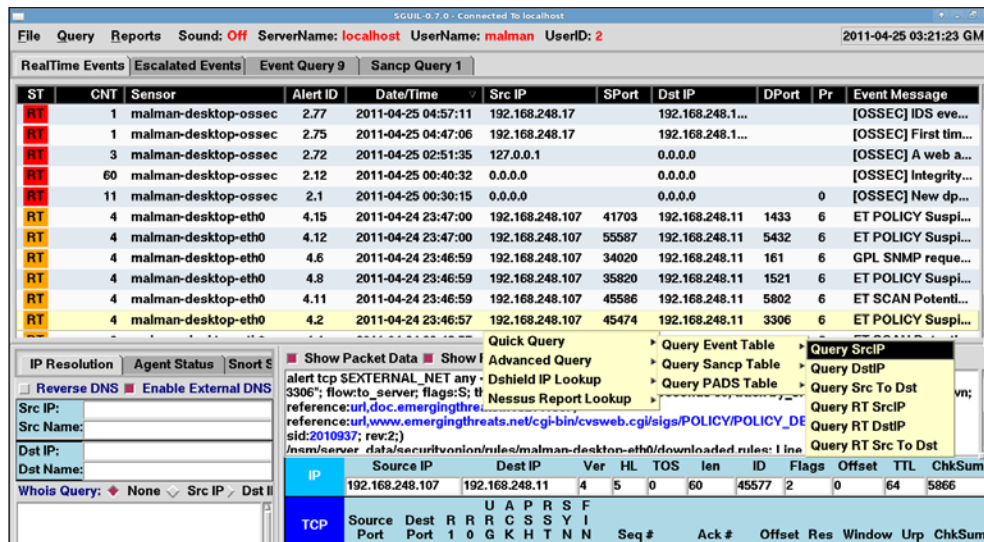 SGUIL-0.7.0 - Connected To localhost
File Query Reports Sound: Off ServerName: localhost UserName: malman UserID: 2 2011-04-25 03:21:23 GM
RealTime Events Escalated Events Event Query 9 Sancp Query 1
ST CNT Sensor Alert ID Date/Time Src IP SPort Dst IP DPort Pr Event Message
RT 1 malman-desktop-ossec 2.77 2011-04-25 04:57:11 192.168.248.17 192.168.248.1... [OSSEC] IDS eve...
RT 1 malman-desktop-ossec 2.75 2011-04-25 04:47:06 192.168.248.17 192.168.248.1... [OSSEC] First tim...
RT 3 malman-desktop-ossec 2.72 2011-04-25 02:51:35 127.0.0.1 0.0.0.0 [OSSEC] A web a...
RT 60 malman-desktop-ossec 2.12 2011-04-25 00:40:32 0.0.0.0 0.0.0.0 [OSSEC] Integrity...
RT 11 malman-desktop-ossec 2.1 2011-04-25 00:30:15 0.0.0.0 0.0.0.0 0 [OSSEC] New dp...
RT 4 malman-desktop-eth0 4.15 2011-04-24 23:47:00 192.168.248.107 41703 192.168.248.11 1433 6 ET POLICY Suspi...
RT 4 malman-desktop-eth0 4.12 2011-04-24 23:47:00 192.168.248.107 55587 192.168.248.11 5432 6 ET POLICY Suspi...
RT 4 malman-desktop-eth0 4.6 2011-04-24 23:46:59 192.168.248.107 34020 192.168.248.11 161 6 GPL SNMP reque...
RT 4 malman-desktop-eth0 4.8 2011-04-24 23:46:59 192.168.248.107 35820 192.168.248.11 1521 6 ET POLICY Suspi...
RT 4 malman-desktop-eth0 4.11 2011-04-24 23:46:59 192.168.248.107 45586 192.168.248.11 5802 6 ET SCAN Potenti...
RT 4 malman-desktop-eth0 4.2 2011-04-24 23:46:57 192.168.248.107 45474 192.168.248.11 3306 6 ET POLICY Suspi...
Quick Query
Advanced Query
Dshield IP Lookup
Nessus Report Lookup
Query Event Table
Query Sancp Table
Query PADS Table
Query SrcIP
Query DstIP
Query Src To Dst
Query RT SrcIP
Query RT DstIP
Query RT Src To Dst
IP Resolution Agent Status Snort S
Reverse DNS Enable External DNS
Src IP:
Src Name:
Dst IP:
Dst Name:
Whois Query: None Src IP Dst I
Show Packet Data Show
alert tcp $EXTERNAL_NET any
3306"; flow:to_server; flags:S; th
reference:url,doc.emergingthre
reference:url,www.emergingthreats.net/cgi-bin/cvsweb.cgi/sigs/POLICY/POLICY_DE
sid:2010937; rev:2;)
/nsm/server_data/securityonion/rules/malman-desktop-eth0/downloaded.rules: Line
IP Source IP Dest IP Ver HL TOS len ID Flags Offset TTL ChkSum
192.168.248.107 192.168.248.11 4 5 0 60 45577 2 0 64 5866
TCP
U A P R S F
Source Dest R R R C S S Y I
Port Port 1 0 G K H T N N Seq # Ack # Offset Res Window Urp ChkSum